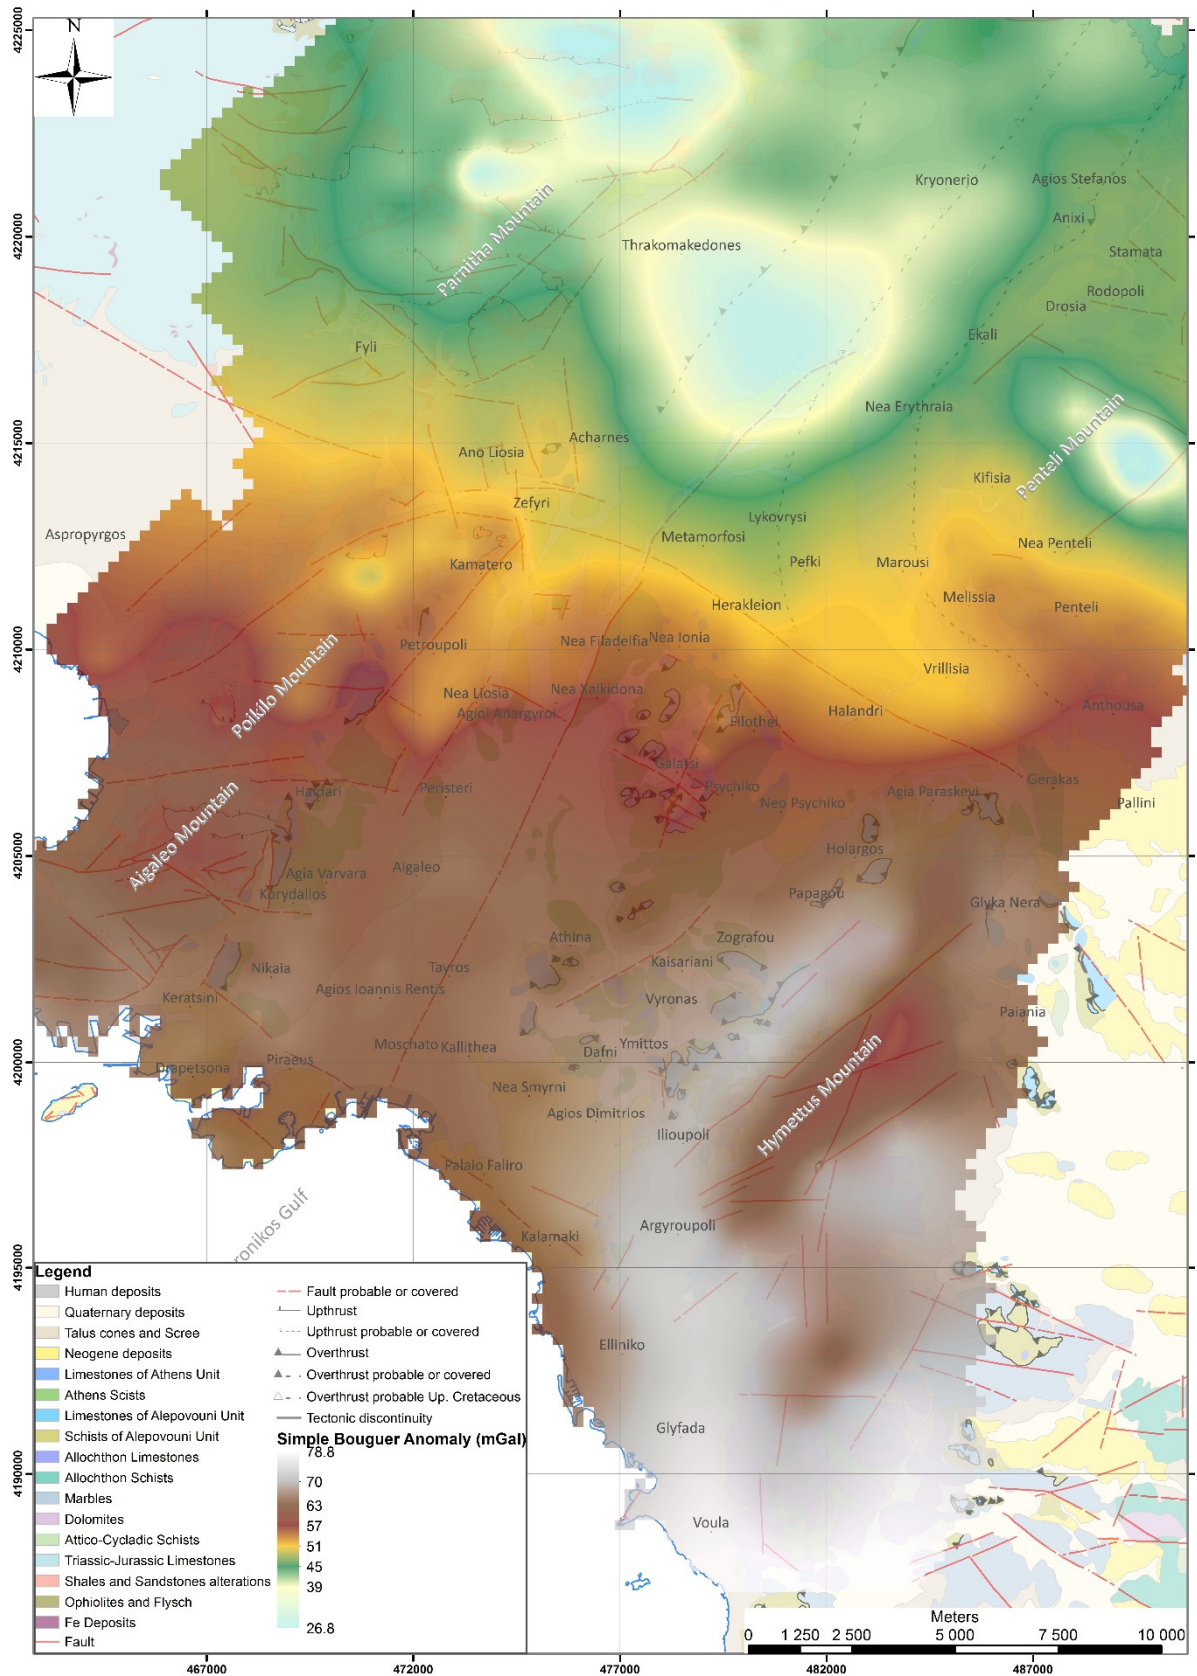 N
4225000
4220000
4215000
4210000
4205000
4200000
4195000
4190000
Kryonerio
Agios Stefanos
Anixi
Stamata
Parnitha Mountain
Thrakomakedones
Rodopoli
Drosia
Ekali
Fyli
Nea Erythraia
Penteli Mountain
Acharnes
Ano Liosia
Kifisia
Zefyri
Lykovrysi
Metamorfosi
Aspropyrgos
Nea Penteli
Kamatero
Pefki
Marousi
Melissia
Herakleion
Penteli
Petroupoli
Nea Filadelfia
Nea Ionia
Poikilo Mountain
Vrillisia
Nea Liosia
Nea Xalkidona
Agioi Anargyroi
Filothei
Halandri
Anthousa
Galatsi
Gerakas
Haidari
Peristeri
Psychiko
Neo Psychiko
Agia Paraskevi
Pallini
Aigaleo Mountain
Holargos
Agia Varvara
Aigaleo
Korydallos
Papagou
Glyka Nera
Athina
Zografou
Nikaia
Tayros
Kaisariani
Keratsini
Agios Ioannis Rentis
Vyronas
Paiania
Moschato
Kallithea
Dafni
Ymittos
Drapetsona
Piraeus
Hymettus Mountain
Nea Smyrni
Agios Dimitrios
Ilioupoli
Palaio Faliro
Argyroupoli
Kalamaki
ronikos Gulf
Elliniko
Glyfada
Voula
Legend
Human deposits
Quaternary deposits
Talus cones and Scree
Neogene deposits
Limestones of Athens Unit
Athens Scists
Limestones of Alepovouni Unit
Schists of Alepovouni Unit
Allochthon Limestones
Allochthon Schists
Marbles
Dolomites
Attico-Cycladic Schists
Triassic-Jurassic Limestones
Shales and Sandstones alterations
Ophiolites and Flysch
Fe Deposits
Fault
Fault probable or covered
Upthrust
Upthrust probable or covered
Overthrust
Overthrust probable or covered
Overthrust probable Up. Cretaceous
Tectonic discontinuity
Simple Bouguer Anomaly (mGal)
78.8
70
63
57
51
45
39
26.8
Meters
0 1 250 2 500 5 000 7 500 10 000
467000 472000 477000 482000 487000